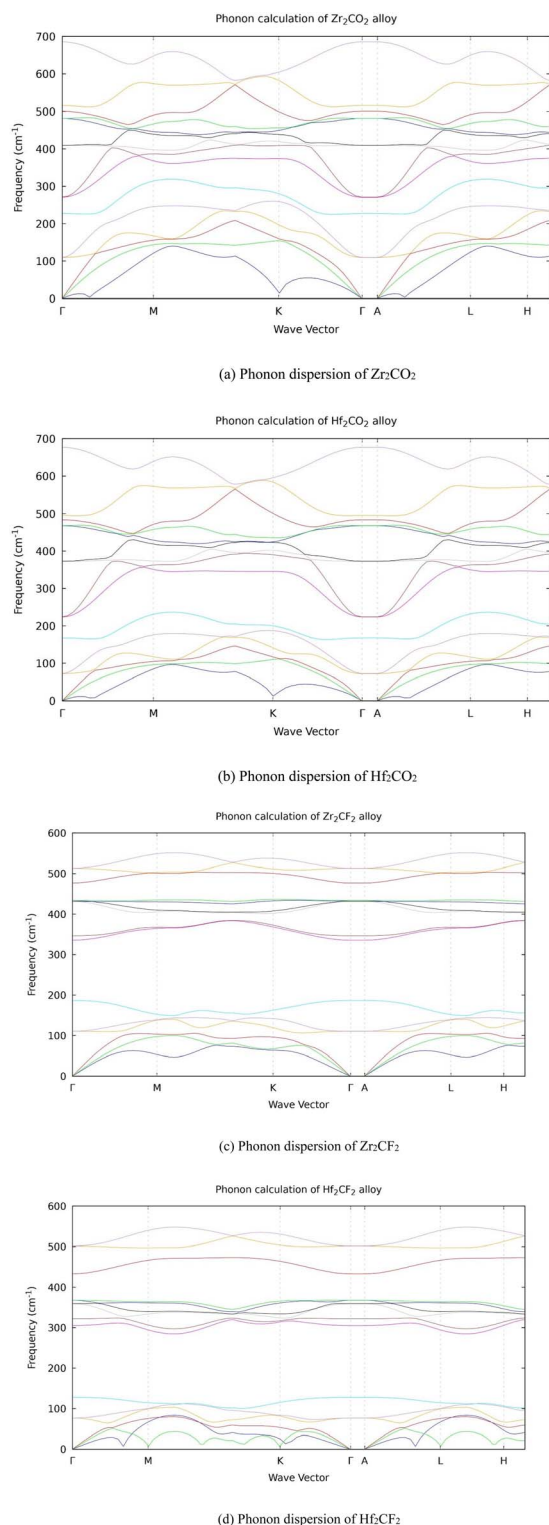 Phonon calculation of Zr₂CO₂ alloy
700
600
500
400
300
200
100
0
Frequency (cm⁻¹)
Γ M K Γ A L H
Wave Vector
(a) Phonon dispersion of Zr₂CO₂
Phonon calculation of Hf₂CO₂ alloy
700
600
500
400
300
200
100
0
Frequency (cm⁻¹)
Γ M K Γ A L H
Wave Vector
(b) Phonon dispersion of Hf₂CO₂
Phonon calculation of Zr₂CF₂ alloy
600
500
400
300
200
100
0
Frequency (cm⁻¹)
Γ M K Γ A L H
Wave Vector
(c) Phonon dispersion of Zr₂CF₂
Phonon calculation of Hf₂CF₂ alloy
600
500
400
300
200
100
0
Frequency (cm⁻¹)
Γ M K Γ A L H
Wave Vector
(d) Phonon dispersion of Hf₂CF₂